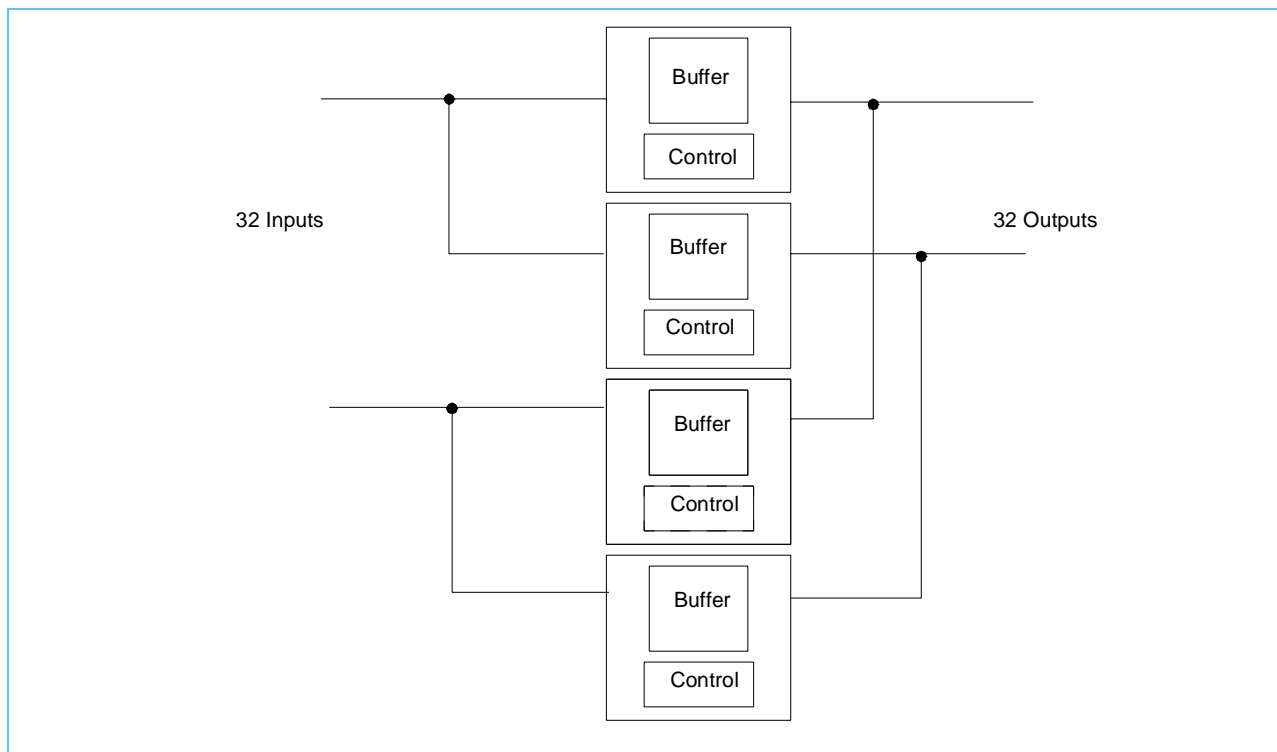 Buffer
Control
32 Inputs
32 Outputs
Buffer
Control
Buffer
Control
Buffer
Control